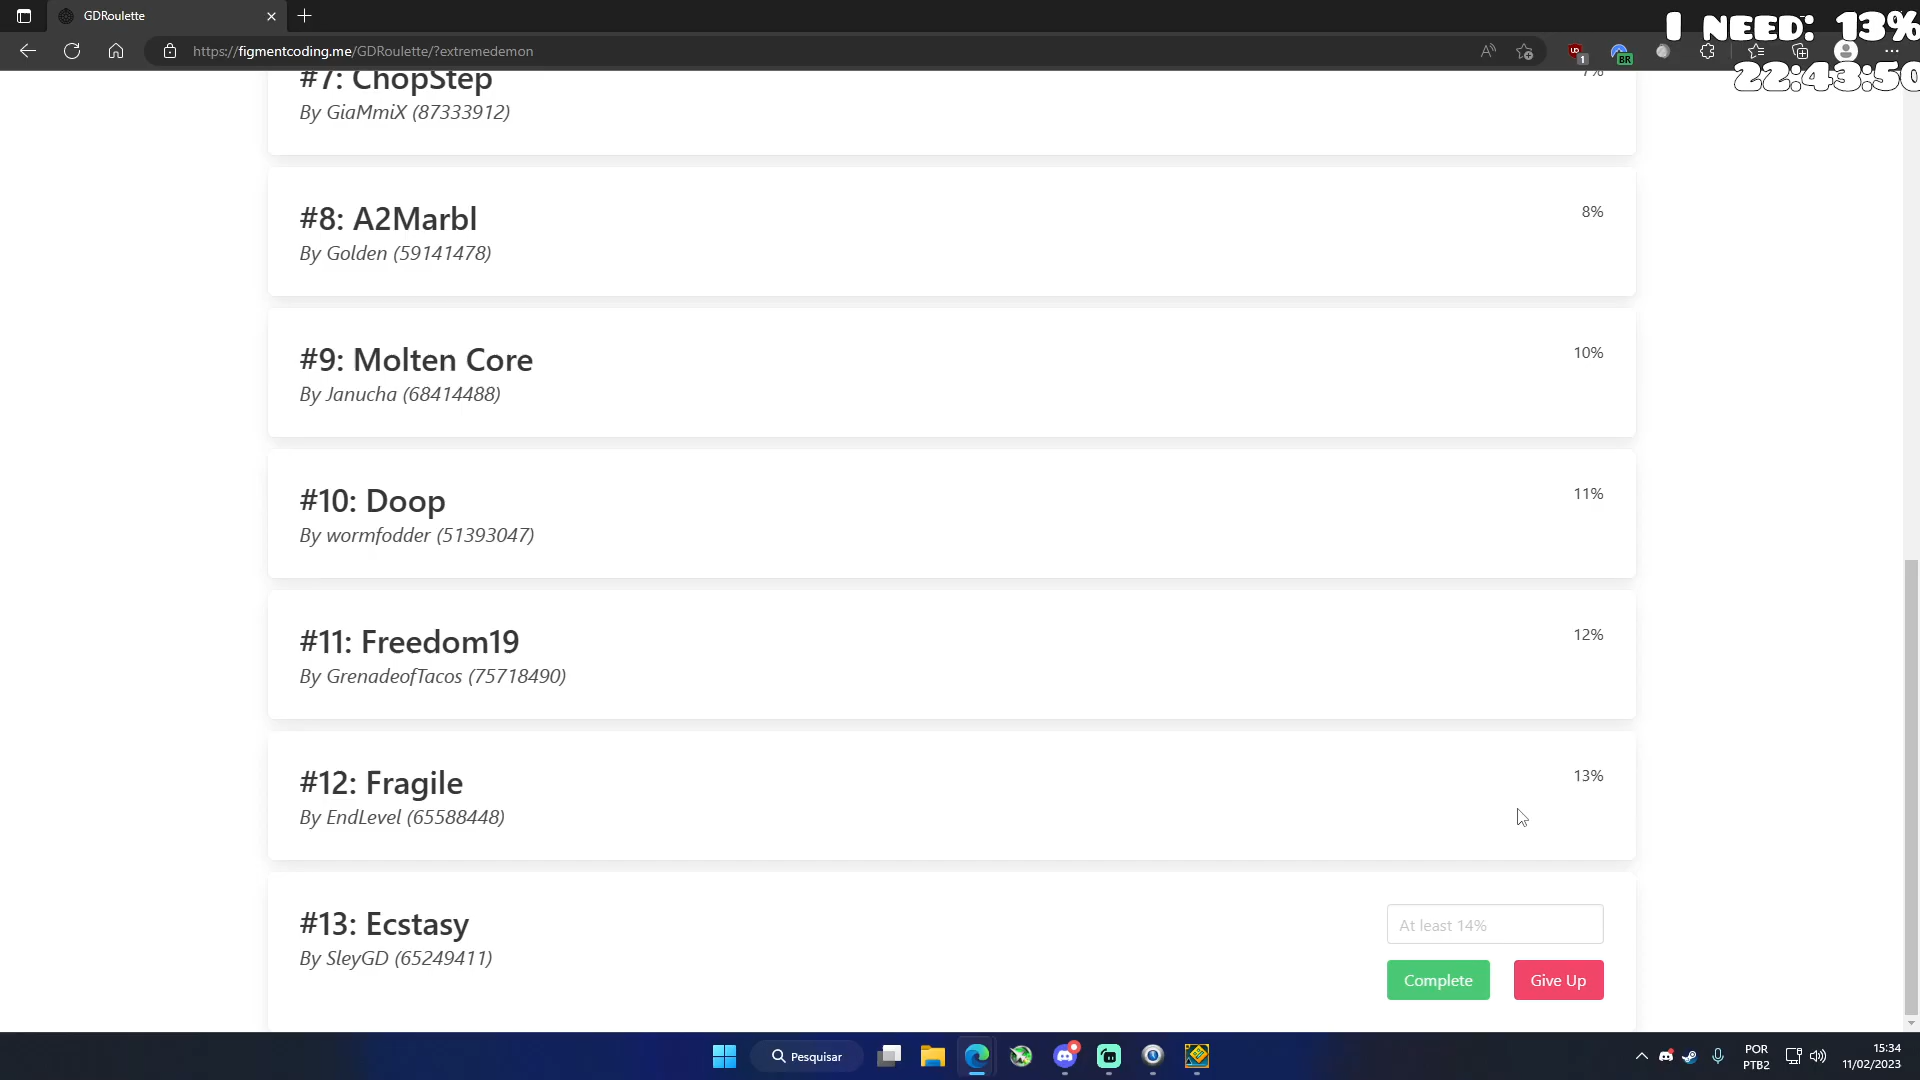 GDRoulette
I NEED: 13%
https://figmentcoding.me/GDRoulette/?extremedemon
1
BR
22:43:50
#7: ChopStep
7%
By GiaMmiX (87333912)
#8: A2Marbl
8%
By Golden (59141478)
#9: Molten Core
10%
By Janucha (68414488)
#10: Doop
11%
By wormfodder (51393047)
#11: Freedom19
12%
By GrenadeofTacos (75718490)
#12: Fragile
13%
By EndLevel (65588448)
#13: Ecstasy
At least 14%
By SleyGD (65249411)
Complete
Give Up
Pesquisar
POR
PTB2
15:34
11/02/2023